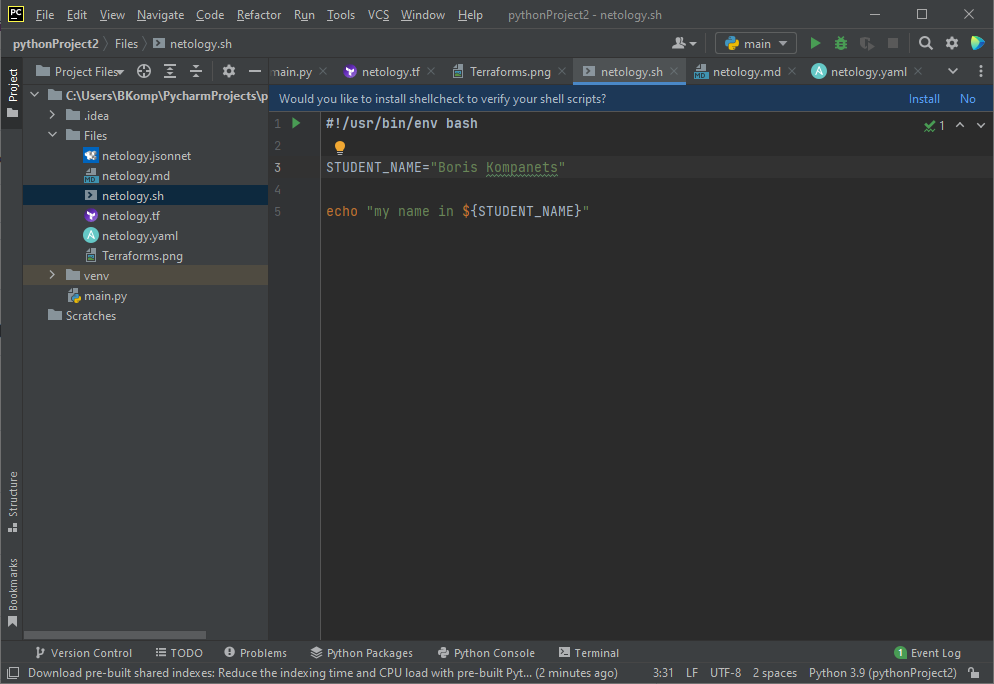 PC File Edit View Navigate Code Refactor Run Tools VCS Window Help pythonProject2 - netology.sh
pythonProject2 Files netology.sh main
Project
Project Files main.py netology.tf Terraforms.png netology.sh netology.md netology.yaml
C:\Users\BKomp\PycharmProjects\p
.idea
Files
netology.jsonnet
netology.md
netology.sh
netology.tf
netology.yaml
Terraforms.png
venv
main.py
Scratches
Would you like to install shellcheck to verify your shell scripts? Install No
1 #!/usr/bin/env bash 1
2
3 STUDENT_NAME="Boris Kompanets"
4
5 echo "my name in ${STUDENT_NAME}"
Structure
Bookmarks
Version Control TODO Problems Python Packages Python Console Terminal 1 Event Log
Download pre-built shared indexes: Reduce the indexing time and CPU load with pre-built Pyt... (2 minutes ago) 3:31 LF UTF-8 2 spaces Python 3.9 (pythonProject2)